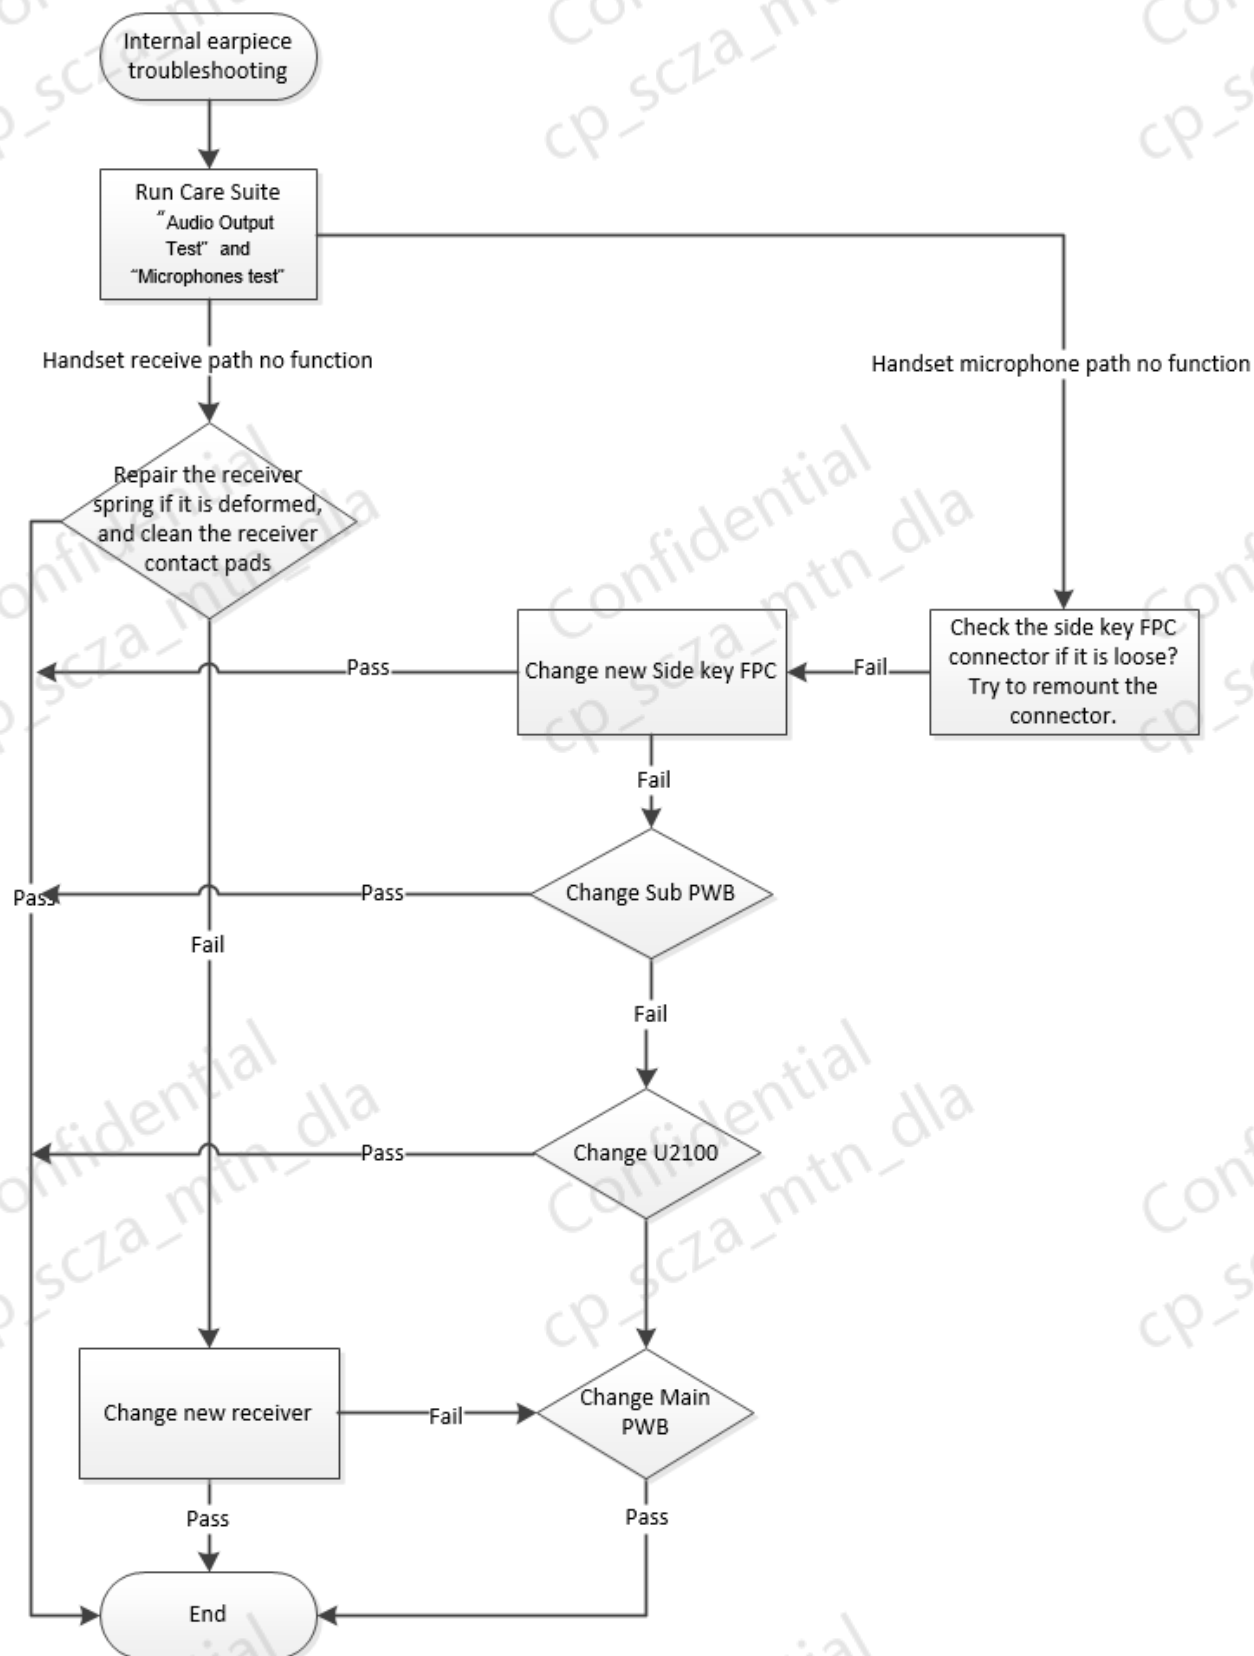 Internal earpiece
troubleshooting
Run Care Suite
“Audio Output
Test” and
“Microphones test”
Handset receive path no function
Handset microphone path no function
Repair the receiver
spring if it is deformed,
and clean the receiver
contact pads
Check the side key FPC
connector if it is loose?
Try to remount the
connector.
Fail
Change new Side key FPC
Pass
Fail
Change Sub PWB
Pass
Pass
Fail
Fail
Change U2100
Pass
Change new receiver
Fail
Change Main
PWB
Pass
Pass
End
Confidential
cp_scza_mtn_dla
Confidential
cp_scza_mtn_dla